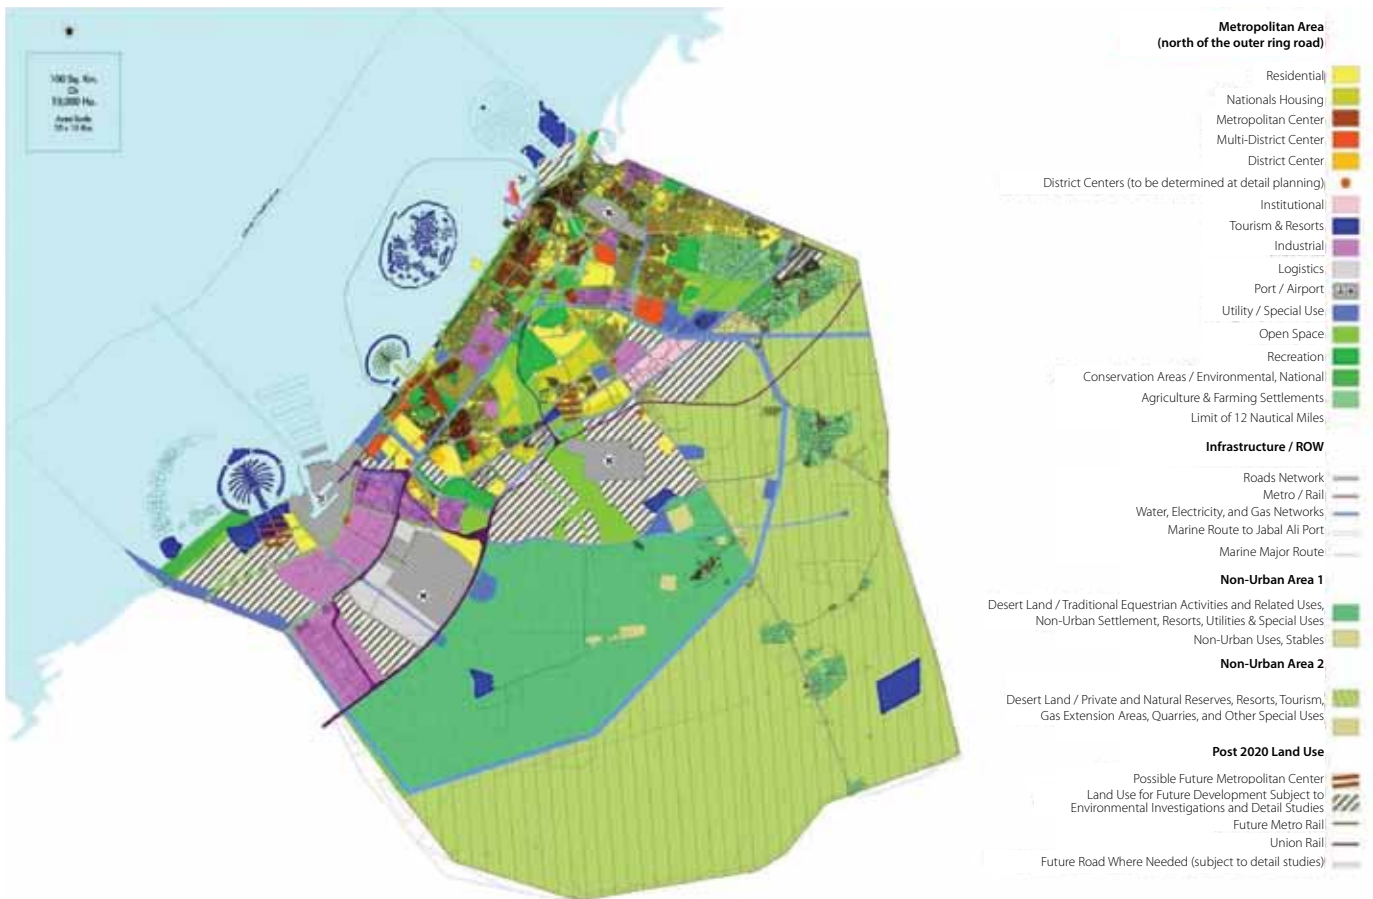 100 Sq. Km.
Or
10,000 Ha.
Metropolitan Area
(north of the outer ring road)
Residential
Nationals Housing
Metropolitan Center
Multi-District Center
District Center
District Centers (to be determined at detail planning)
Institutional
Tourism & Resorts
Industrial
Logistics
Port / Airport
Utility / Special Use
Open Space
Recreation
Conservation Areas / Environmental, National
Agriculture & Farming Settlements
Limit of 12 Nautical Miles
Infrastructure / ROW
Roads Network
Metro / Rail
Water, Electricity, and Gas Networks
Marine Route to Jabal Ali Port
Marine Major Route
Non-Urban Area 1
Desert Land / Traditional Equestrian Activities and Related Uses,
Non-Urban Settlement, Resorts, Utilities & Special Uses
Non-Urban Uses, Stables
Non-Urban Area 2
Desert Land / Private and Natural Reserves, Resorts, Tourism,
Gas Extension Areas, Quarries, and Other Special Uses
Post 2020 Land Use
Possible Future Metropolitan Center
Land Use for Future Development Subject to
Environmental Investigations and Detail Studies
Future Metro Rail
Union Rail
Future Road Where Needed (subject to detail studies)